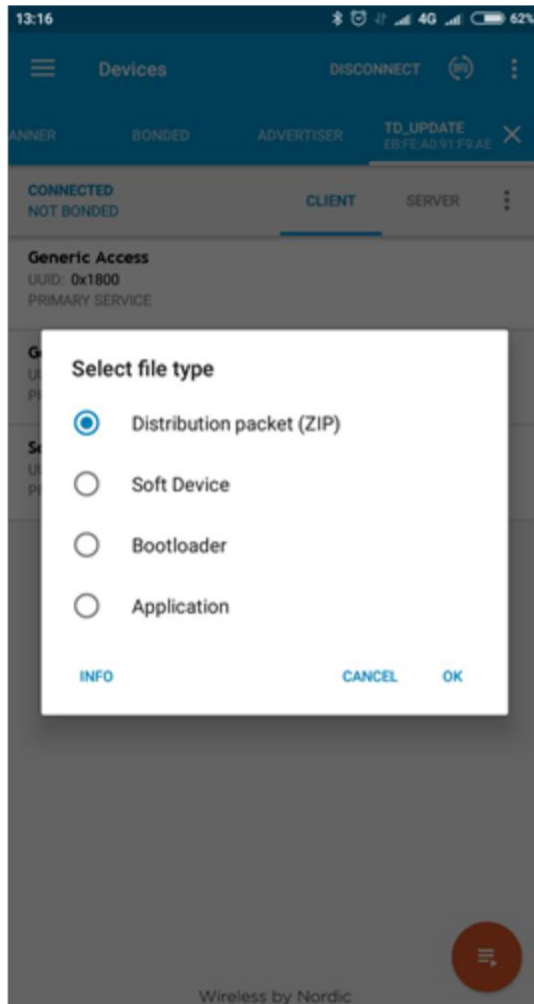 13:16 4G 62%
Devices DISCONNECT
ANNER BONDED ADVERTISER TD_UPDATE
EB:FE:A0:91:F9:AE
CONNECTED CLIENT SERVER
NOT BONDED
Generic Access
UUID: 0x1800
PRIMARY SERVICE
Select file type
Distribution packet (ZIP)
Soft Device
Bootloader
Application
INFO CANCEL OK
Wireless by Nordic